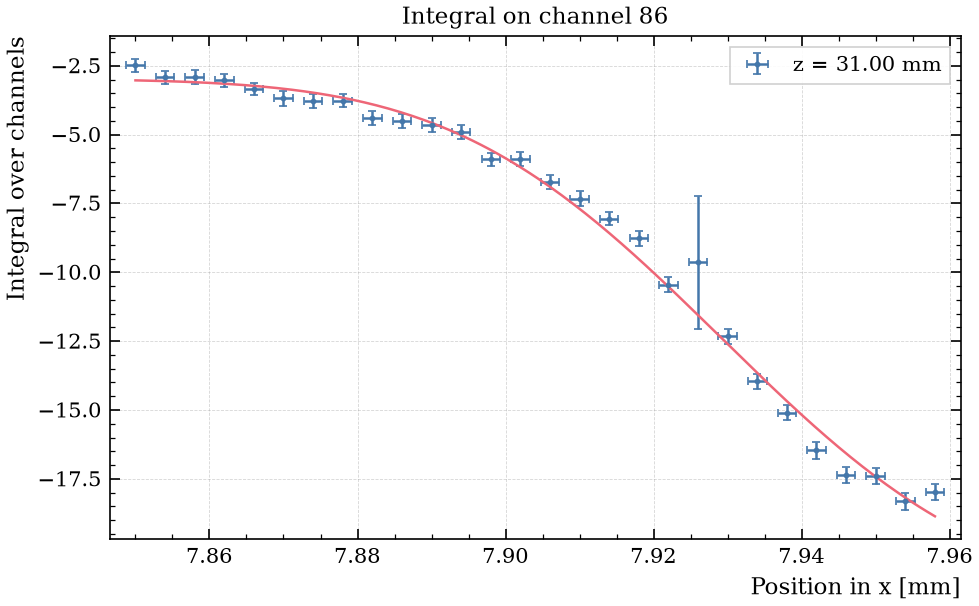 Integral on channel 86
Integral over channels
z = 31.00 mm
−2.5
−5.0
−7.5
−10.0
−12.5
−15.0
−17.5
7.86 7.88 7.90 7.92 7.94 7.96
Position in x [mm]